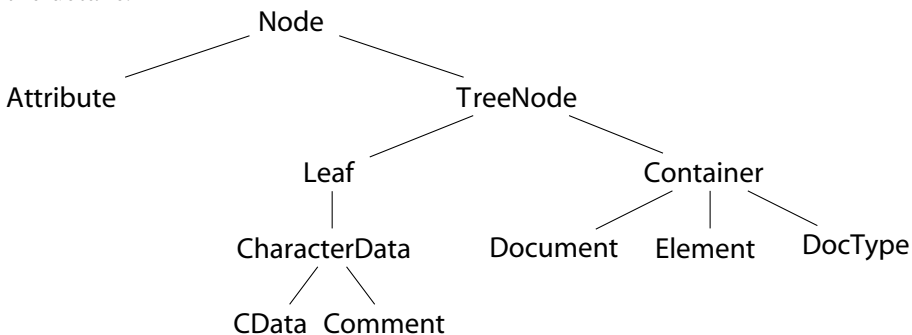 Node
Attribute
TreeNode
Leaf
Container
CharacterData
Document
Element
DocType
CData
Comment